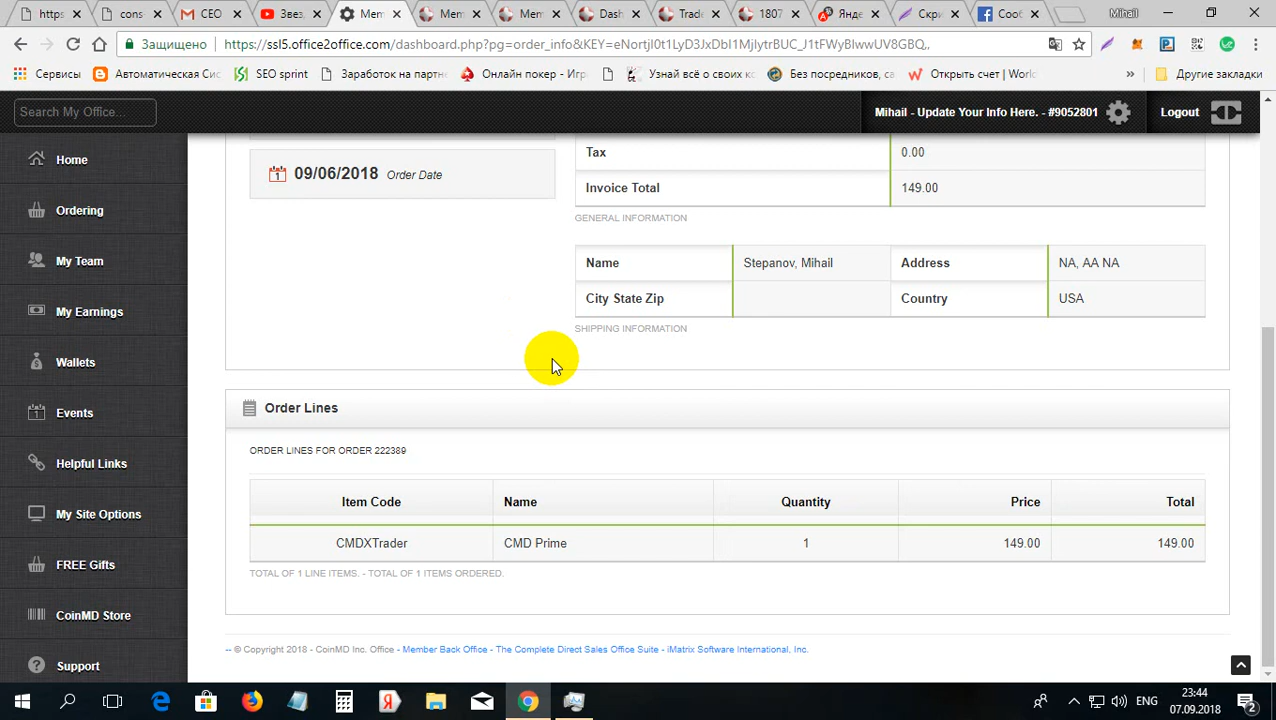 https
cons
CEO
Звез
Mem
Mem
Mem
Dash
Trade
1807
Янде
Скри
Сооб
Mihail
Защищено
https://ssl5.office2office.com/dashboard.php?pg=order_info&KEY=
Сервисы
Автоматическая Сис
SEO sprint
Заработок на партне
Онлайн покер - Игра
Узнай всё о своих ко
Без посредников, са
Открыть счет | World
»
Другие закладки
Search My Office...
Mihail - Update Your Info Here. - #9052801
Logout
Home
Ordering
My Team
My Earnings
Wallets
Events
Helpful Links
My Site Options
FREE Gifts
CoinMD Store
Support
09/06/2018 Order Date
Tax 0.00
Invoice Total 149.00
GENERAL INFORMATION
Name Stepanov, Mihail Address NA, AA NA
City State Zip Country USA
SHIPPING INFORMATION
Order Lines
ORDER LINES FOR ORDER 222389
Item Code Name Quantity Price Total
CMDXTrader CMD Prime 1 149.00 149.00
TOTAL OF 1 LINE ITEMS. - TOTAL OF 1 ITEMS ORDERED.
-- © Copyright 2018 - CoinMD Inc. Office - Member Back Office - The Complete Direct Sales Office Suite - iMatrix Software International, Inc.
ENG
23:44
07.09.2018
2